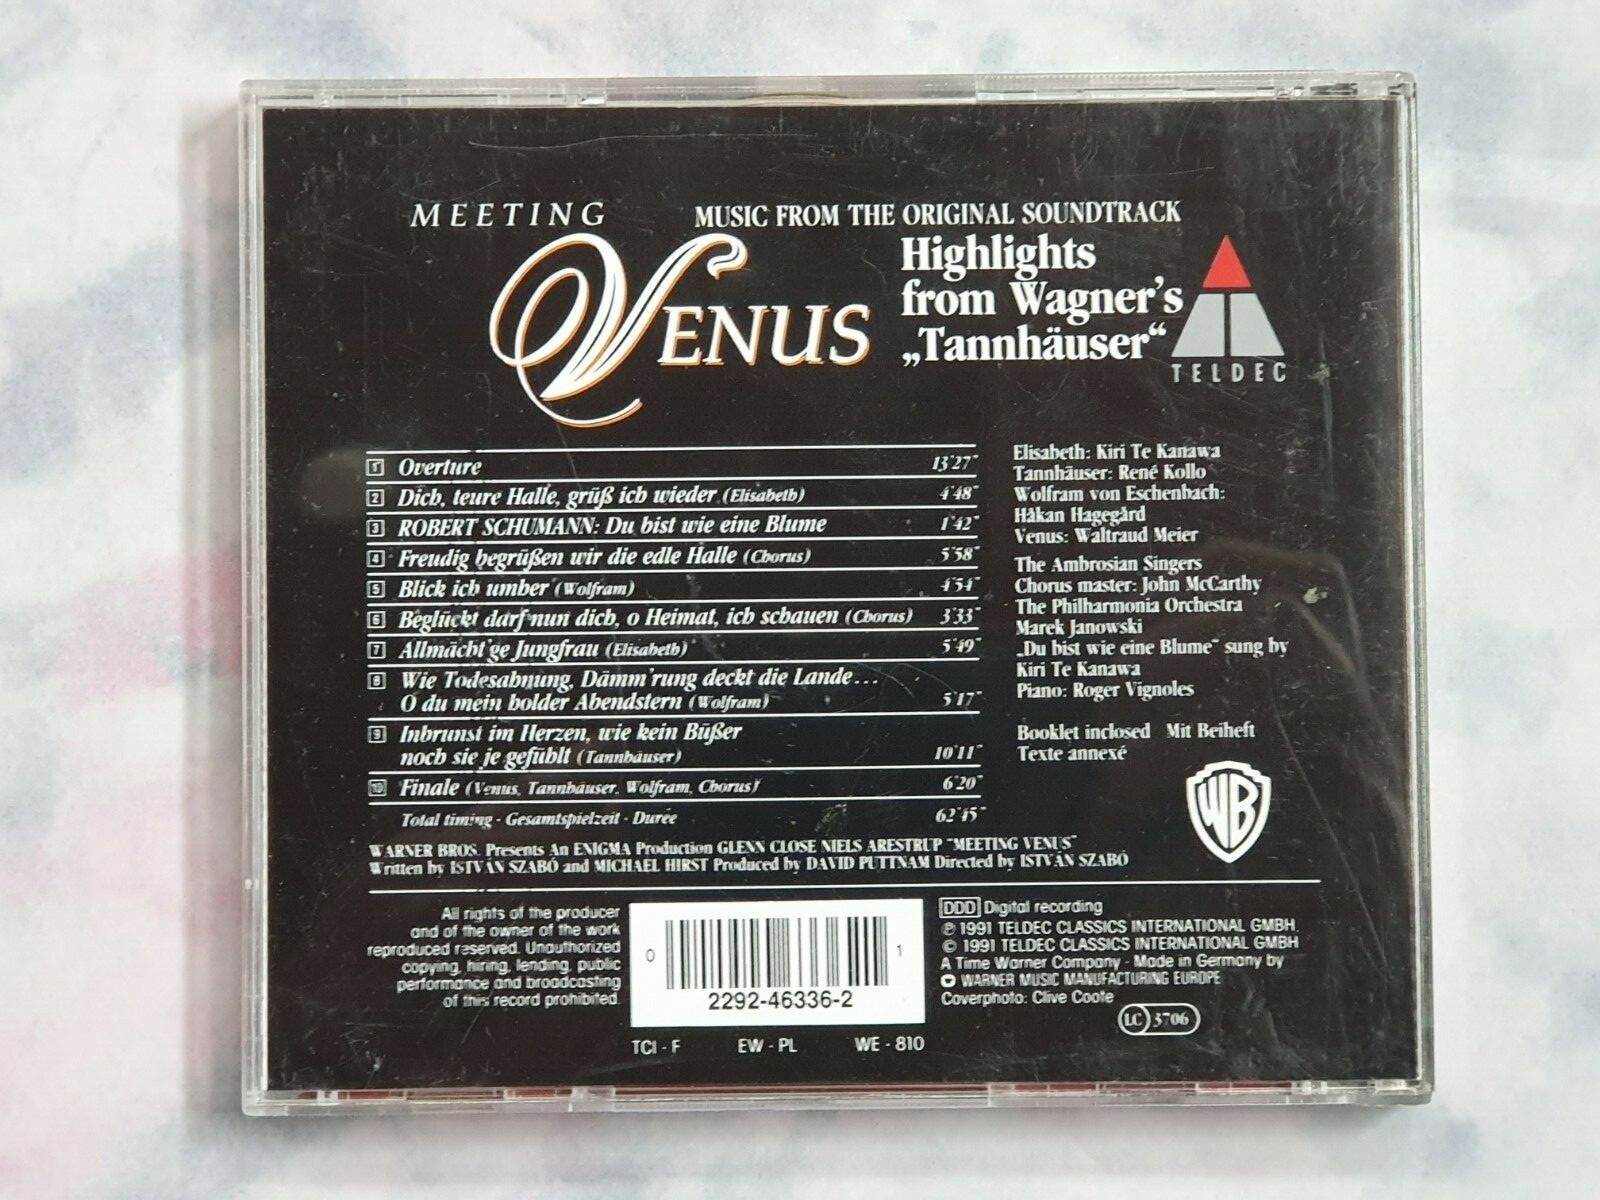 MEETING
VENUS
MUSIC FROM THE ORIGINAL SOUNDTRACK
Highlights
from Wagner's
„Tannhäuser“
TELDEC
1 Overture 13'27"
2 Dich, teure Halle, grüß ich wieder (Elisabeth) 4'48"
3 ROBERT SCHUMANN: Du bist wie eine Blume 1'42"
4 Freudig begrüßen wir die edle Halle (Chorus) 5'58"
5 Blick ich umher (Wolfram) 4'54"
6 Beglückt darf nun dich, o Heimat, ich schauen (Chorus) 3'33"
7 Allmächt'ge Jungfrau (Elisabeth) 5'49"
8 Wie Todesahnung, Dämm'rung deckt die Lande...
O du mein holder Abendstern (Wolfram) 5'17"
9 Inbrunst im Herzen, wie kein Büßer
noch sie je gefühlt (Tannhäuser) 10'11"
10 Finale (Venus, Tannhäuser, Wolfram, Chorus) 6'20"
Total timing - Gesamtspielzeit - Durée 62'45"
Elisabeth: Kiri Te Kanawa
Tannhäuser: René Kollo
Wolfram von Eschenbach:
Håkan Hagegård
Venus: Waltraud Meier
The Ambrosian Singers
Chorus master: John McCarthy
The Philharmonia Orchestra
Marek Janowski
„Du bist wie eine Blume“ sung by
Kiri Te Kanawa
Piano: Roger Vignoles
Booklet inclosed Mit Beiheft
Texte annexé
WB
WARNER BROS. Presents An ENIGMA Production GLENN CLOSE NIELS ARESTRUP "MEETING VENUS"
Written by ISTVÁN SZABÓ and MICHAEL HIRST Produced by DAVID PUTTNAM Directed by ISTVÁN SZABÓ
All rights of the producer
and of the owner of the work
reproduced reserved. Unauthorized
copying, hiring, lending, public
performance and broadcasting
of this record prohibited.
0 1
2292-46336-2
TCI - F EW - PL WE - 810
DDD Digital recording
℗ 1991 TELDEC CLASSICS INTERNATIONAL GMBH
© 1991 TELDEC CLASSICS INTERNATIONAL GMBH
A Time Warner Company · Made in Germany by
WARNER MUSIC MANUFACTURING EUROPE
Coverphoto: Clive Coote
LC 3706